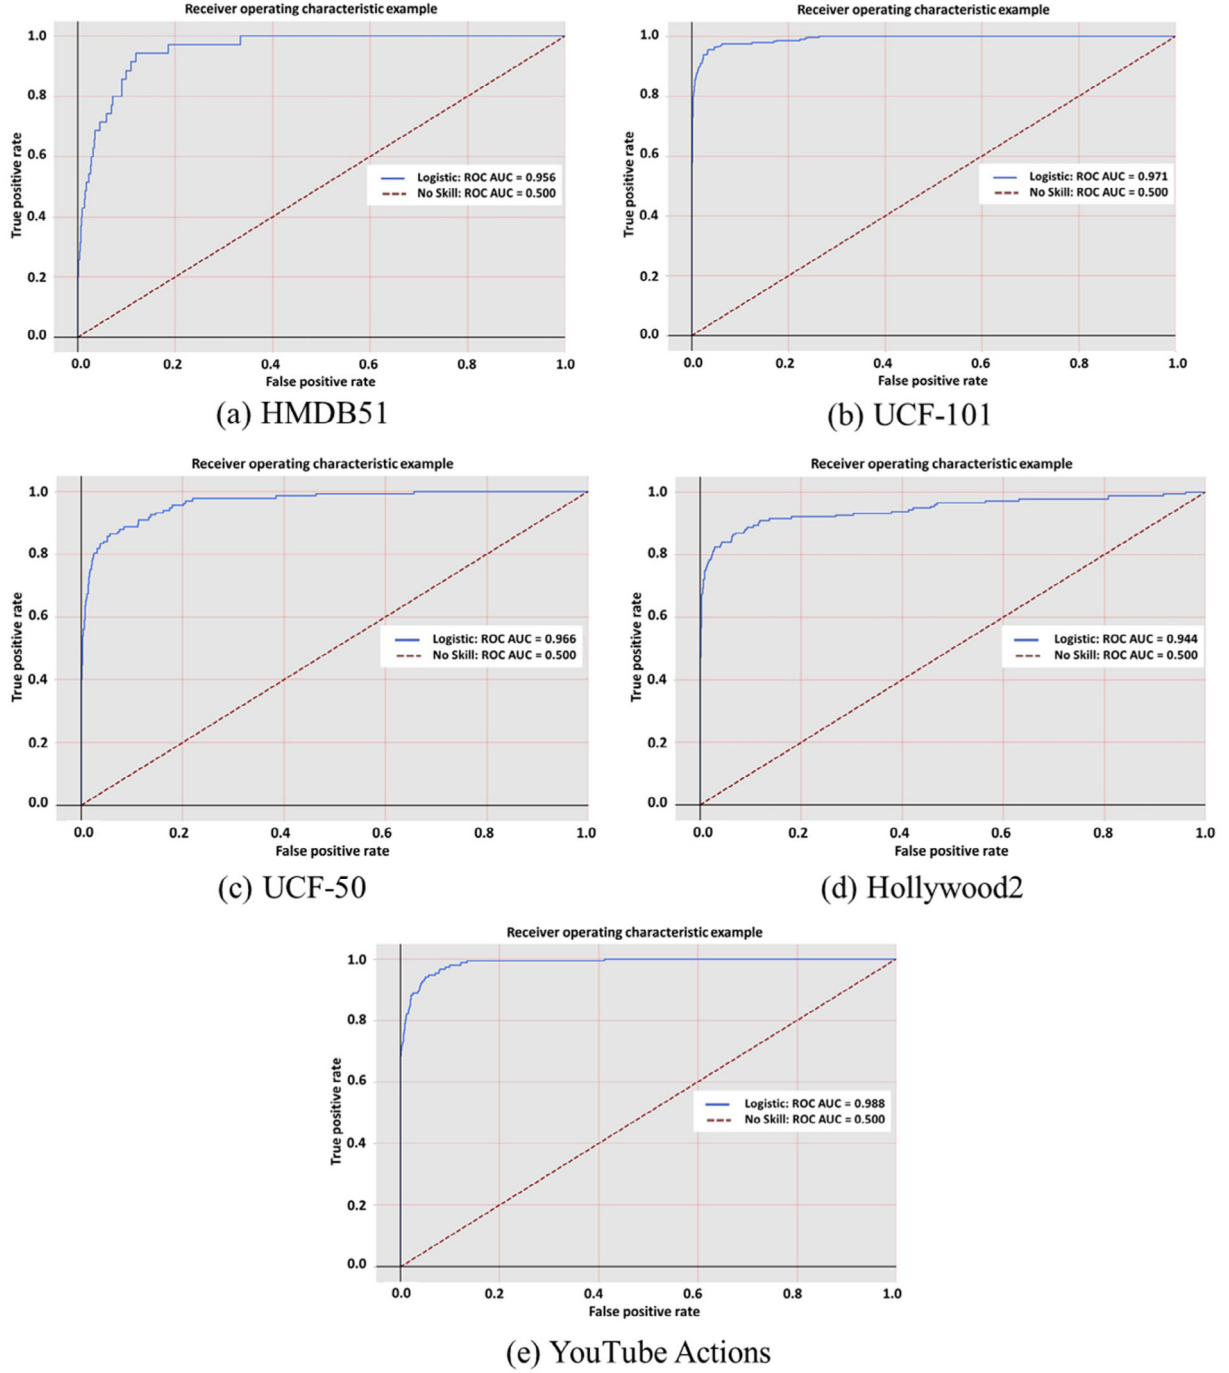 Receiver operating characteristic example
1.0
0.8
0.6
0.4
0.2
0.0
True positive rate
Logistic: ROC AUC = 0.956
No Skill: ROC AUC = 0.500
0.0 0.2 0.4 0.6 0.8 1.0
False positive rate
(a) HMDB51
Receiver operating characteristic example
1.0
0.8
0.6
0.4
0.2
0.0
True positive rate
Logistic: ROC AUC = 0.971
No Skill: ROC AUC = 0.500
0.0 0.2 0.4 0.6 0.8 1.0
False positive rate
(b) UCF-101
Receiver operating characteristic example
1.0
0.8
0.6
0.4
0.2
0.0
True positive rate
Logistic: ROC AUC = 0.966
No Skill: ROC AUC = 0.500
0.0 0.2 0.4 0.6 0.8 1.0
False positive rate
(c) UCF-50
Receiver operating characteristic example
1.0
0.8
0.6
0.4
0.2
0.0
True positive rate
Logistic: ROC AUC = 0.944
No Skill: ROC AUC = 0.500
0.0 0.2 0.4 0.6 0.8 1.0
False positive rate
(d) Hollywood2
Receiver operating characteristic example
1.0
0.8
0.6
0.4
0.2
0.0
True positive rate
Logistic: ROC AUC = 0.988
No Skill: ROC AUC = 0.500
0.0 0.2 0.4 0.6 0.8 1.0
False positive rate
(e) YouTube Actions